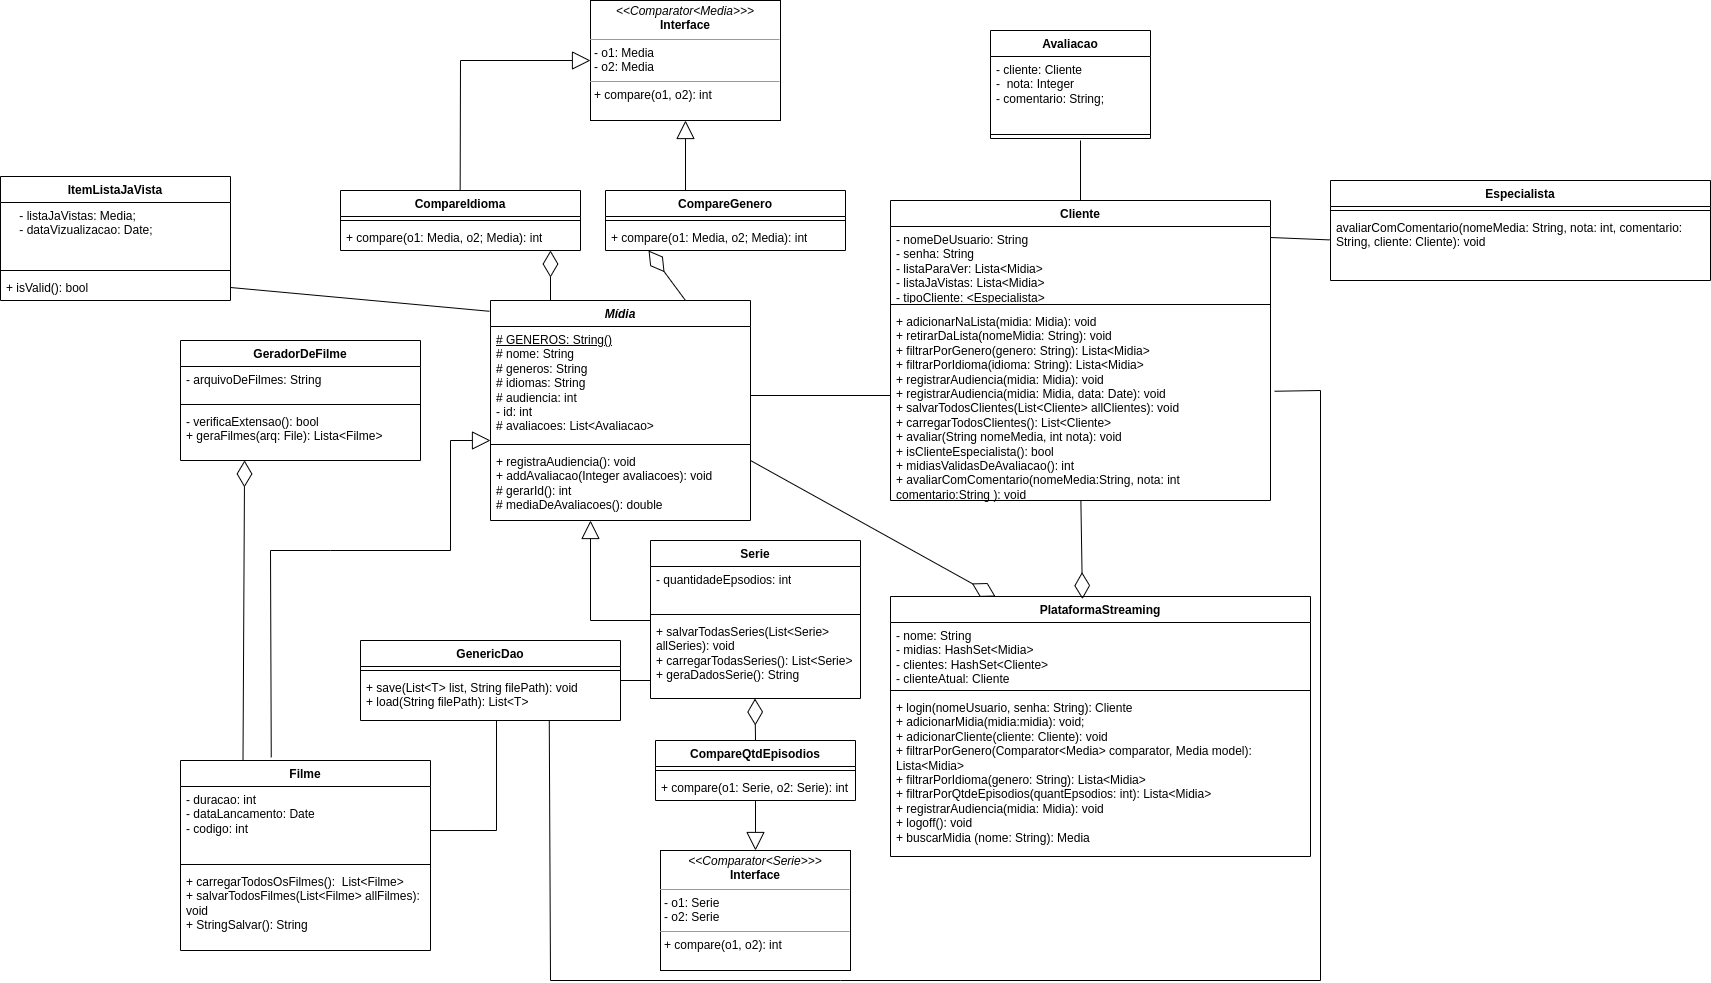 <<Comparator<Media>>>
Interface
- o1: Media
- o2: Media
+ compare(o1, o2): int
Avaliacao
- cliente: Cliente
-  nota: Integer
- comentario: String;
ItemListaJaVista
- listaJaVistas: Media;
- dataVizualizacao: Date;
+ isValid(): bool
CompareIdioma
+ compare(o1: Media, o2; Media): int
CompareGenero
+ compare(o1: Media, o2; Media): int
Cliente
- nomeDeUsuario: String
- senha: String
- listaParaVer: Lista<Midia>
- listaJaVistas: Lista<Midia>
- tipoCliente: <Especialista>
+ adicionarNaLista(midia: Midia): void
+ retirarDaLista(nomeMidia: String): void
+ filtrarPorGenero(genero: String): Lista<Midia>
+ filtrarPorIdioma(idioma: String): Lista<Midia>
+ registrarAudiencia(midia: Midia): void
+ registrarAudiencia(midia: Midia, data: Date): void
+ salvarTodosClientes(List<Cliente> allClientes): void
+ carregarTodosClientes(): List<Cliente>
+ avaliar(String nomeMedia, int nota): void
+ isClienteEspecialista(): bool
+ midiasValidasDeAvaliacao(): int
+ avaliarComComentario(nomeMedia:String, nota: int
comentario:String ): void
Especialista
avaliarComComentario(nomeMedia: String, nota: int, comentario:
String, cliente: Cliente): void
Mídia
# GENEROS: String()
# nome: String
# generos: String
# idiomas: String
# audiencia: int
- id: int
# avaliacoes: List<Avaliacao>
+ registraAudiencia(): void
+ addAvaliacao(Integer avaliacoes): void
# gerarId(): int
# mediaDeAvaliacoes(): double
GeradorDeFilme
- arquivoDeFilmes: String
- verificaExtensao(): bool
+ geraFilmes(arq: File): Lista<Filme>
Serie
- quantidadeEpsodios: int
+ salvarTodasSeries(List<Serie>
allSeries): void
+ carregarTodasSeries(): List<Serie>
+ geraDadosSerie(): String
GenericDao
+ save(List<T> list, String filePath): void
+ load(String filePath): List<T>
PlataformaStreaming
- nome: String
- midias: HashSet<Midia>
- clientes: HashSet<Cliente>
- clienteAtual: Cliente
+ login(nomeUsuario, senha: String): Cliente
+ adicionarMidia(midia:midia): void;
+ adicionarCliente(cliente: Cliente): void
+ filtrarPorGenero(Comparator<Media> comparator, Media model):
Lista<Midia>
+ filtrarPorIdioma(genero: String): Lista<Midia>
+ filtrarPorQtdeEpisodios(quantEpsodios: int): Lista<Midia>
+ registrarAudiencia(midia: Midia): void
+ logoff(): void
+ buscarMidia (nome: String): Media
CompareQtdEpisodios
+ compare(o1: Serie, o2: Serie): int
Filme
- duracao: int
- dataLancamento: Date
- codigo: int
+ carregarTodosOsFilmes():  List<Filme>
+ salvarTodosFilmes(List<Filme> allFilmes):
void
+ StringSalvar(): String
<<Comparator<Serie>>>
Interface
- o1: Serie
- o2: Serie
+ compare(o1, o2): int